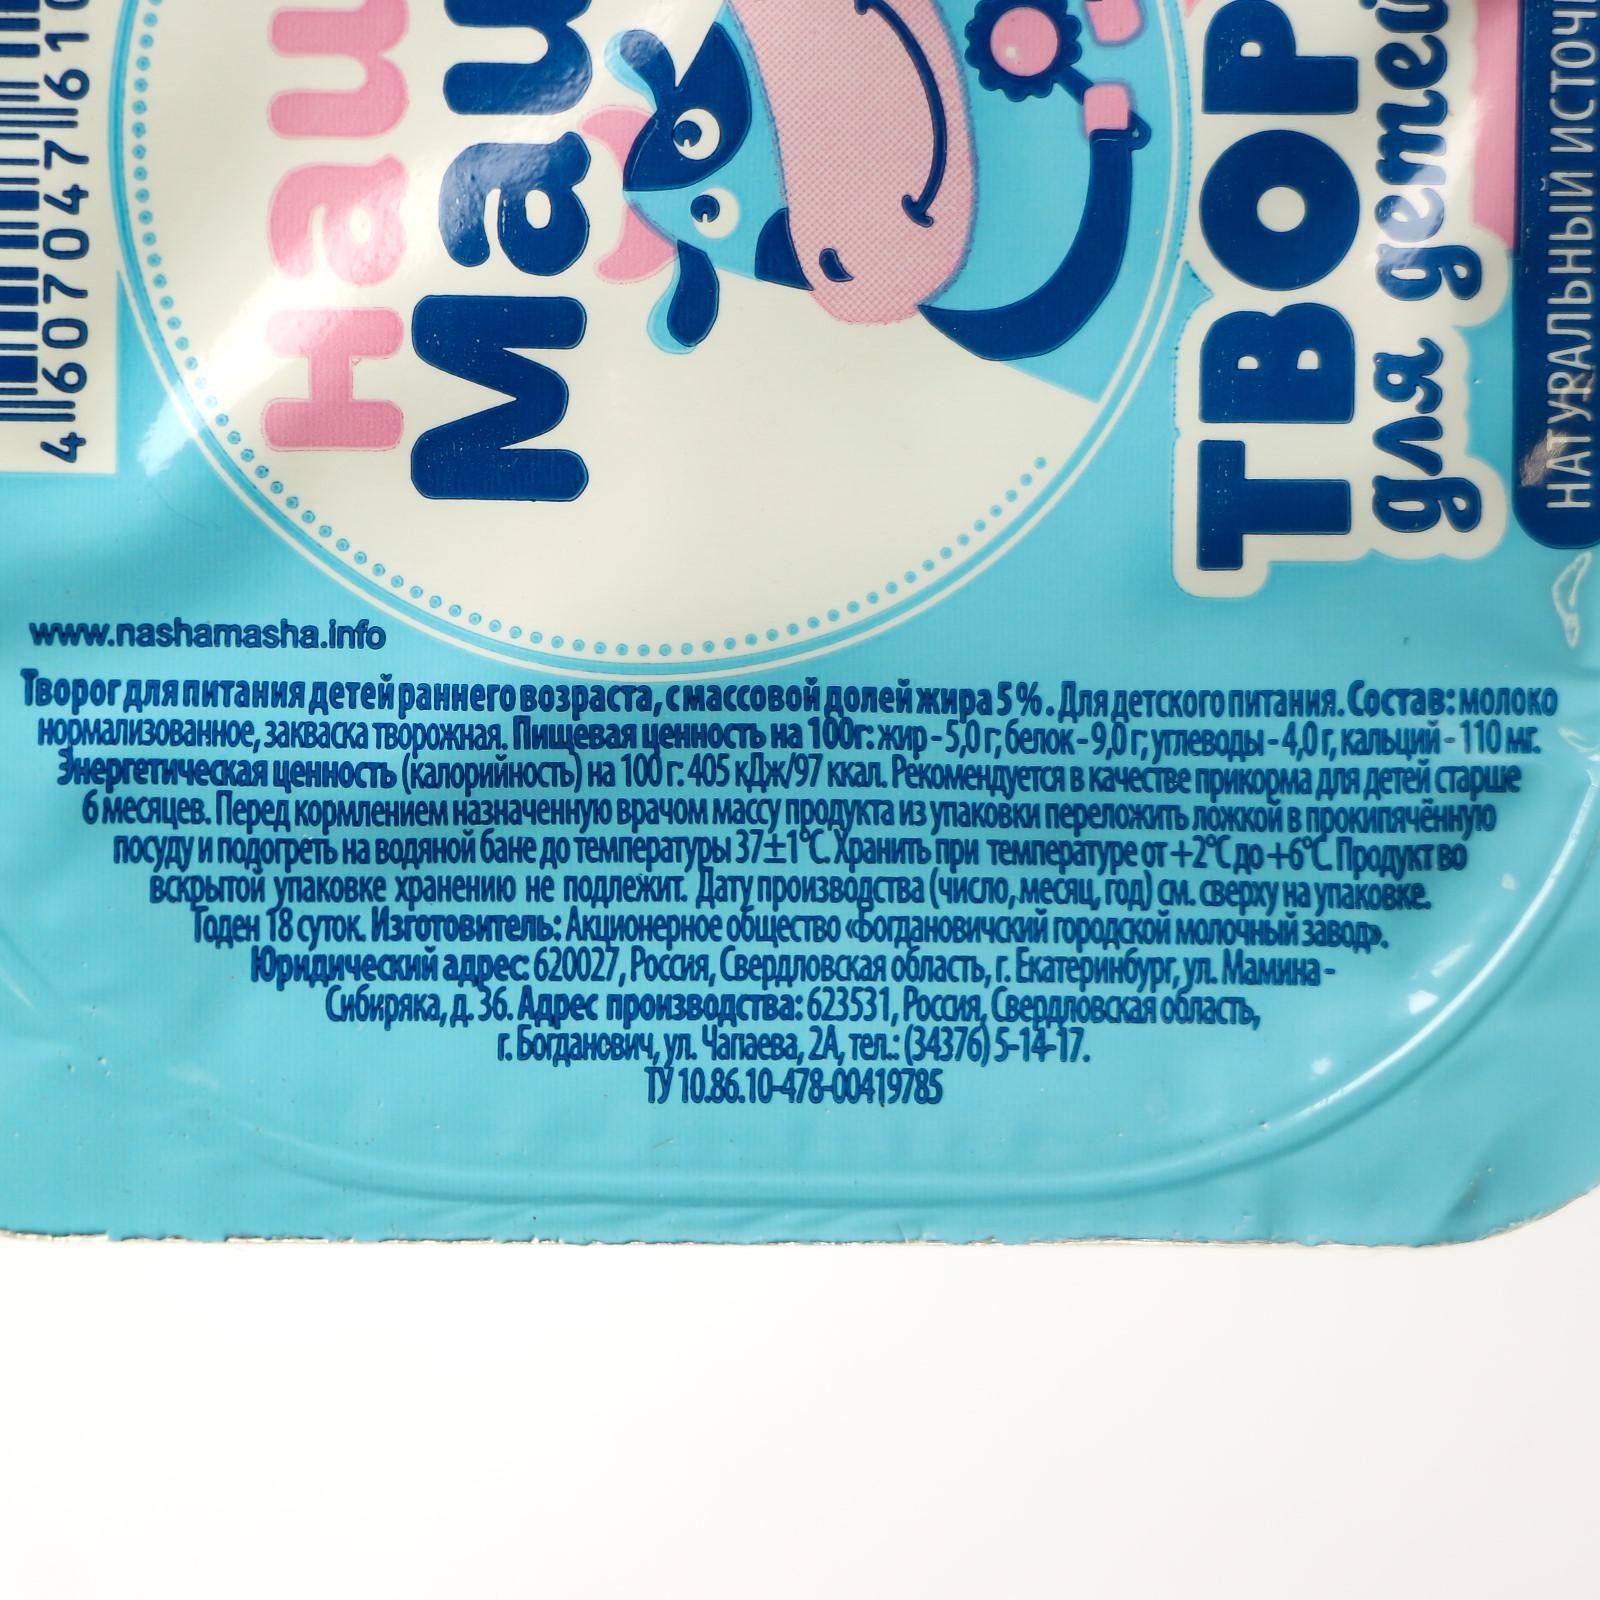 www.nashamasha.info
Творог для питания детей раннего возраста, с массовой долей жира 5%. Для детского питания. Состав: молоко
нормализованное, закваска творожная. Пищевая ценность на 100г: жир - 5,0 г, белок - 9,0 г, углеводы - 4,0 г, кальций - 110 мг.
Энергетическая ценность (калорийность) на 100 г: 405 кДж/97 ккал. Рекомендуется в качестве прикорма для детей старше
6 месяцев. Перед кормлением назначенную врачом массу продукта из упаковки переложить ложкой в прокипячённую
посуду и подогреть на водяной бане до температуры 37±1°С. Хранить при температуре от +2°С до +6°С. Продукт во
вскрытой упаковке хранению не подлежит. Дату производства (число, месяц, год) см. сверху на упаковке.
Годен 18 суток. Изготовитель: Акционерное общество «Богдановичский городской молочный завод».
Юридический адрес: 620027, Россия, Свердловская область, г. Екатеринбург, ул. Мамина -
Сибиряка, д. 36. Адрес производства: 623531, Россия, Свердловская область,
г. Богданович, ул. Чапаева, 2А, тел.: (34376) 5-14-17.
ТУ 10.86.10-478-00419785
4 607047 61
Наш
Маш
ТВОР
для детей
НАТУРАЛЬНЫЙ ИСТОЧН